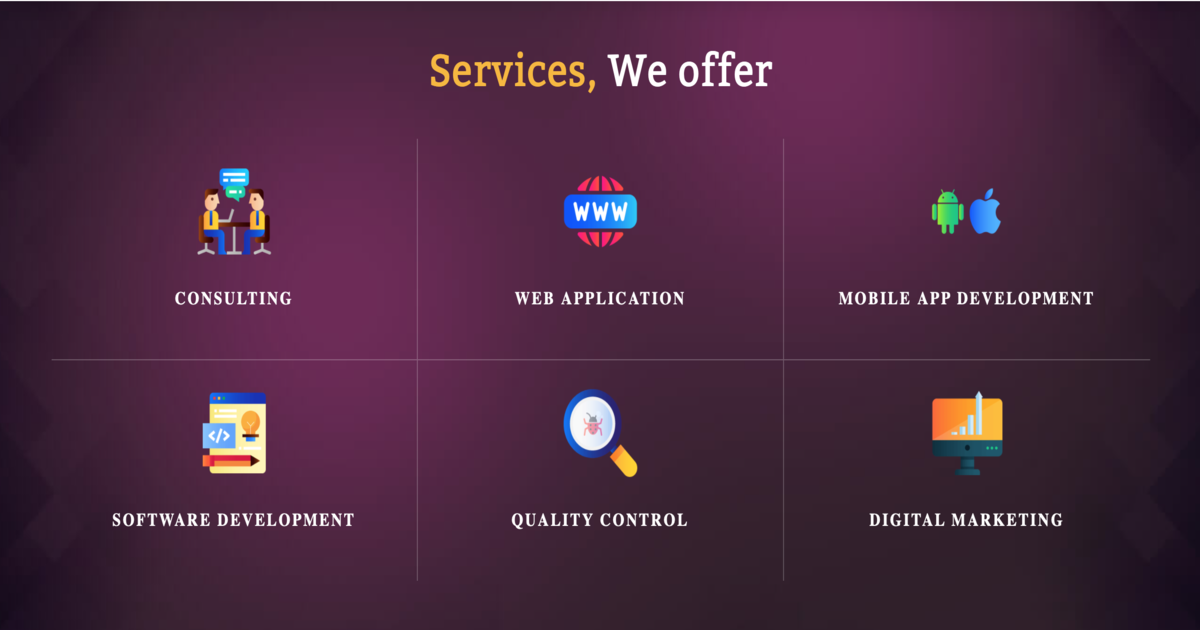 Services, We offer
WWW
CONSULTING
WEB APPLICATION
MOBILE APP DEVELOPMENT
</>
SOFTWARE DEVELOPMENT
QUALITY CONTROL
DIGITAL MARKETING